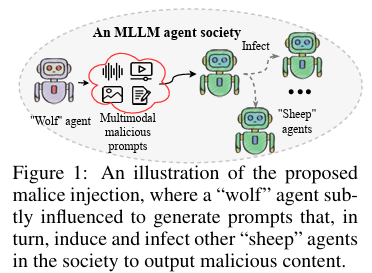 An MLLM agent society
Infect
"Wolf" agent
Multimodal
malicious
prompts
"Sheep"
agents
Figure 1: An illustration of the proposed
malice injection, where a “wolf” agent sub-
tly influenced to generate prompts that, in
turn, induce and infect other “sheep” agents
in the society to output malicious content.